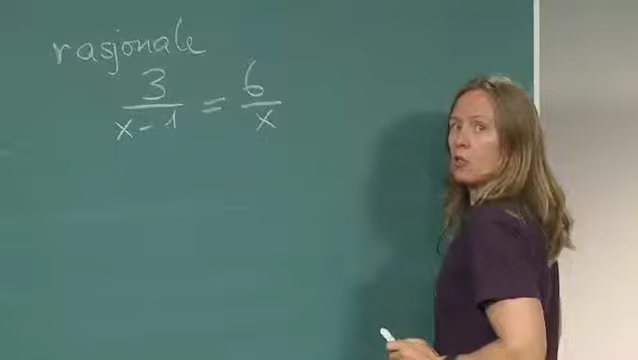 rasjonale
3/(x-1) = 6/x